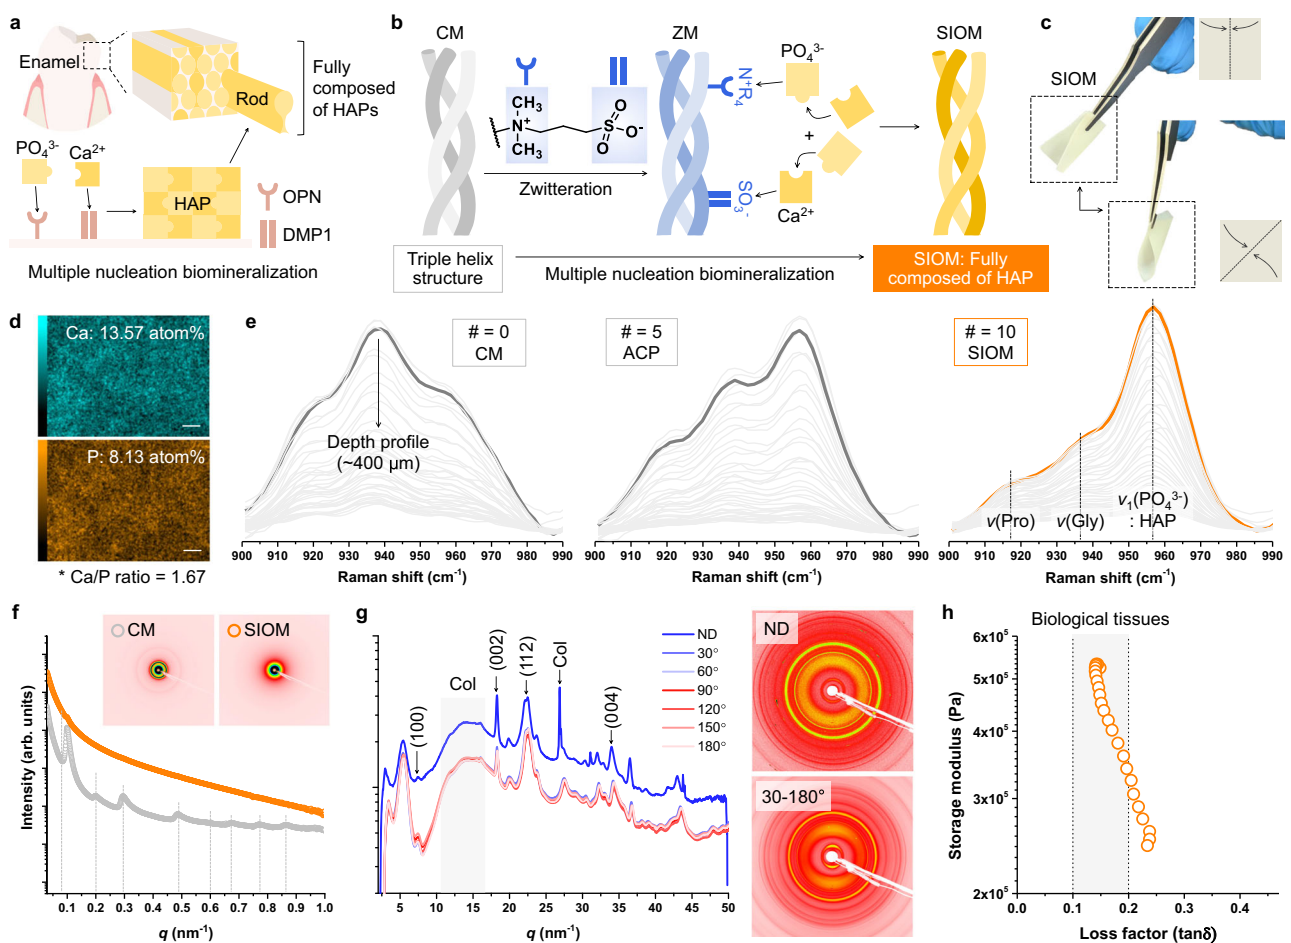 a
Enamel
Rod
Fully
composed
of HAPs
PO₄³⁻
Ca²⁺
HAP
OPN
DMP1
Multiple nucleation biomineralization
b
CM
ZM
SIOM
CH₃
N⁺
CH₃
O
S
O⁻
O
Zwitteration
N⁺R₄
SO₃⁻
PO₄³⁻
+
Ca²⁺
Triple helix
structure
Multiple nucleation biomineralization
SIOM: Fully
composed of HAP
c
SIOM
d
Ca: 13.57 atom%
P: 8.13 atom%
* Ca/P ratio = 1.67
e
# = 0
CM
Depth profile
(~400 µm)
900 910 920 930 940 950 960 970 980 990
Raman shift (cm⁻¹)
# = 5
ACP
900 910 920 930 940 950 960 970 980 990
Raman shift (cm⁻¹)
# = 10
SIOM
ν(Pro)
ν(Gly)
ν₁(PO₄³⁻)
: HAP
900 910 920 930 940 950 960 970 980 990
Raman shift (cm⁻¹)
f
CM
SIOM
Intensity (arb. units)
0.1 0.2 0.3 0.4 0.5 0.6 0.7 0.8 0.9 1.0
q (nm⁻¹)
g
(100)
Col
(002)
(112)
Col
(004)
ND
30°
60°
90°
120°
150°
180°
5 10 15 20 25 30 35 40 45 50
q (nm⁻¹)
ND
30-180°
h
Biological tissues
Storage modulus (Pa)
6x10⁵
5x10⁵
4x10⁵
3x10⁵
2x10⁵
0.0 0.1 0.2 0.3 0.4
Loss factor (tanδ)